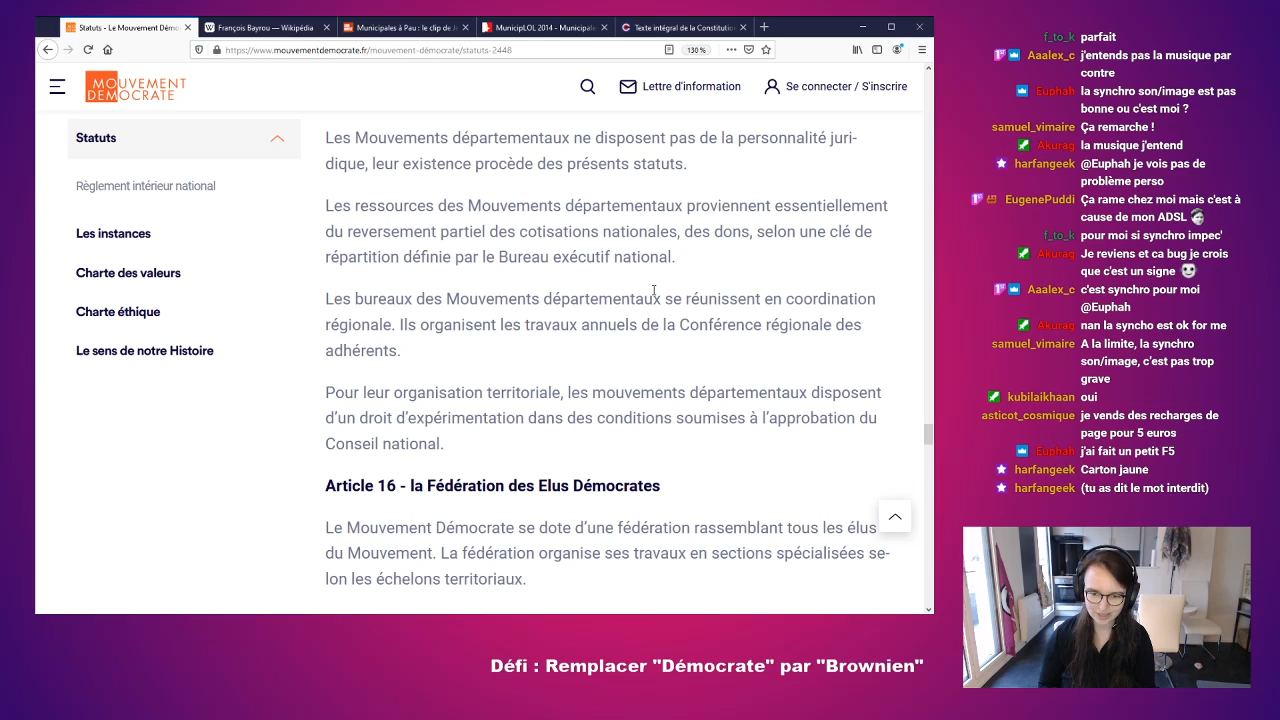 Statuts - Le Mouvement Démo
François Bayrou — Wikipédia
Municipales à Pau : le clip de Je
MunicipLOL 2014 - Municipale
Texte intégral de la Constitution
https://www.mouvementdemocrate.fr/mouvement-démocrate/statuts-2448
130 %
MOUVEMENT
DEMOCRATE
Lettre d'information
Se connecter / S'inscrire
Statuts
Règlement intérieur national
Les instances
Charte des valeurs
Charte éthique
Le sens de notre Histoire
Les Mouvements départementaux ne disposent pas de la personnalité juri-
dique, leur existence procède des présents statuts.
Les ressources des Mouvements départementaux proviennent essentiellement
du reversement partiel des cotisations nationales, des dons, selon une clé de
répartition définie par le Bureau exécutif national.
Les bureaux des Mouvements départementaux se réunissent en coordination
régionale. Ils organisent les travaux annuels de la Conférence régionale des
adhérents.
Pour leur organisation territoriale, les mouvements départementaux disposent
d’un droit d’expérimentation dans des conditions soumises à l’approbation du
Conseil national.
Article 16 - la Fédération des Elus Démocrates
Le Mouvement Démocrate se dote d’une fédération rassemblant tous les élus
du Mouvement. La fédération organise ses travaux en sections spécialisées se-
lon les échelons territoriaux.
f_to_k parfait
Aaalex_c j'entends pas la musique par
contre
Euphah la synchro son/image est pas
bonne ou c'est moi ?
samuel_vimaire Ça remarche !
Akurag la musique j'entend
harfangeek @Euphah je vois pas de
problème perso
EugenePuddi Ça rame chez moi mais c'est à
cause de mon ADSL
f_to_k pour moi si synchro impec'
Akurag Je reviens et ca bug je crois
que c'est un signe
Aaalex_c c'est synchro pour moi
@Euphah
Akurag nan la syncho est ok for me
samuel_vimaire A la limite, la synchro
son/image, c'est pas trop
grave
kubilaikhaan oui
asticot_cosmique je vends des recharges de
page pour 5 euros
Euphah j'ai fait un petit F5
harfangeek Carton jaune
harfangeek (tu as dit le mot interdit)
Défi : Remplacer "Démocrate" par "Brownien"